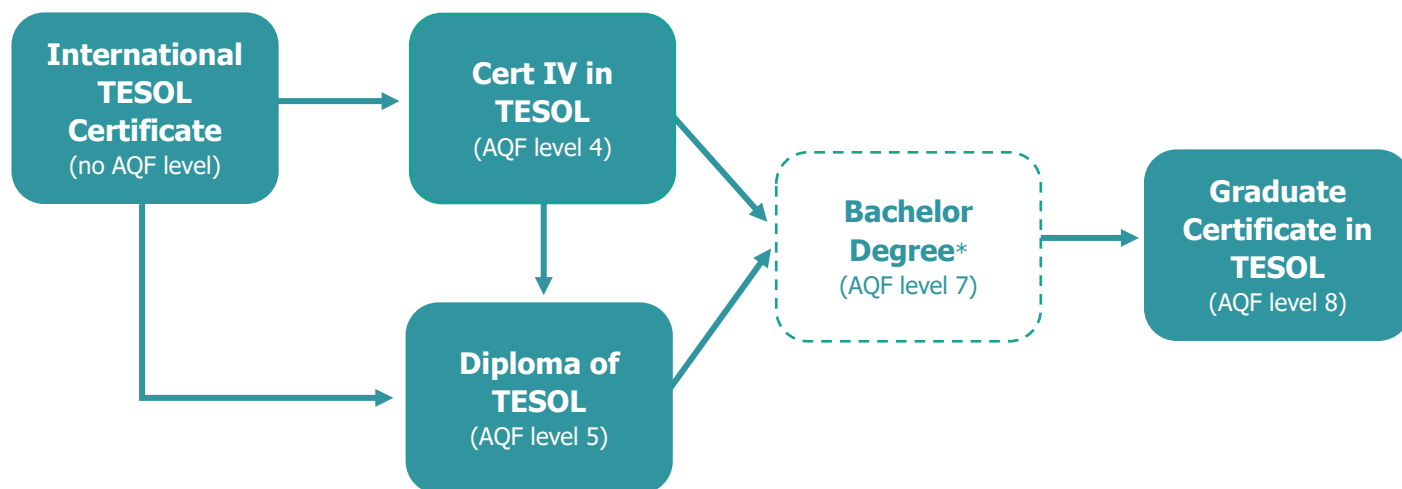 International
TESOL
Certificate
(no AQF level)
Cert IV in
TESOL
(AQF level 4)
Diploma of
TESOL
(AQF level 5)
Bachelor
Degree*
(AQF level 7)
Graduate
Certificate in
TESOL
(AQF level 8)